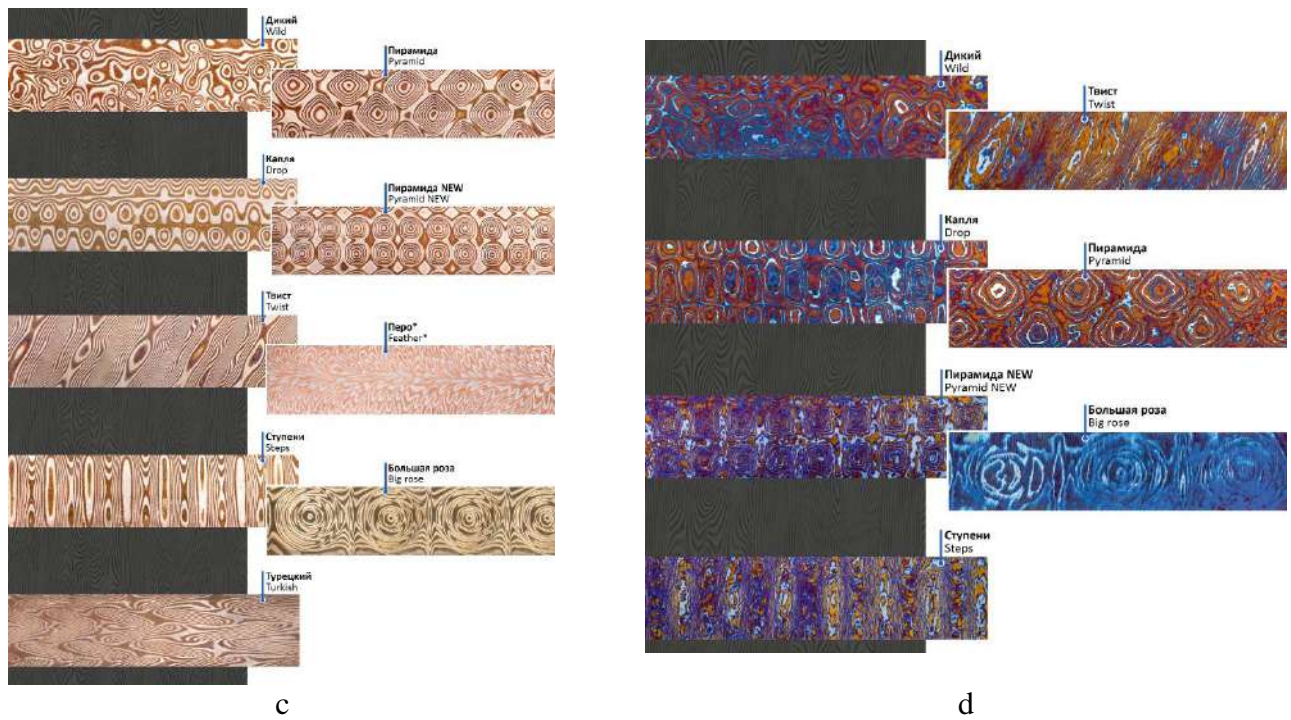 Дикий
Wild
Пирамида
Pyramid
Капля
Drop
Пирамида NEW
Pyramid NEW
Твист
Twist
Перо*
Feather*
Ступени
Steps
Большая роза
Big rose
Турецкий
Turkish
c
Дикий
Wild
Твист
Twist
Капля
Drop
Пирамида
Pyramid
Пирамида NEW
Pyramid NEW
Большая роза
Big rose
Ступени
Steps
d